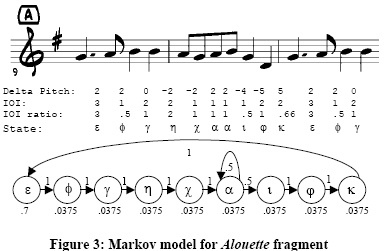 A
9
Delta Pitch: 2 2 0 -2 -2 2 2 -4 -5 5 2 2 0
IOI: 3 1 2 2 1 1 1 1 2 2 3 1 2
IOI ratio: 3 .5 1 2 1 1 1 .5 1 .66 3 .5 1
State: ε ϕ γ η χ α α ι φ κ ε ϕ γ
1
.5
ε 1 ϕ 1 γ 1 η 1 χ 1 α .5 ι 1 φ 1 κ
.7 .0375 .0375 .0375 .0375 .0375 .0375 .0375 .0375
Figure 3: Markov model for Alouette fragment